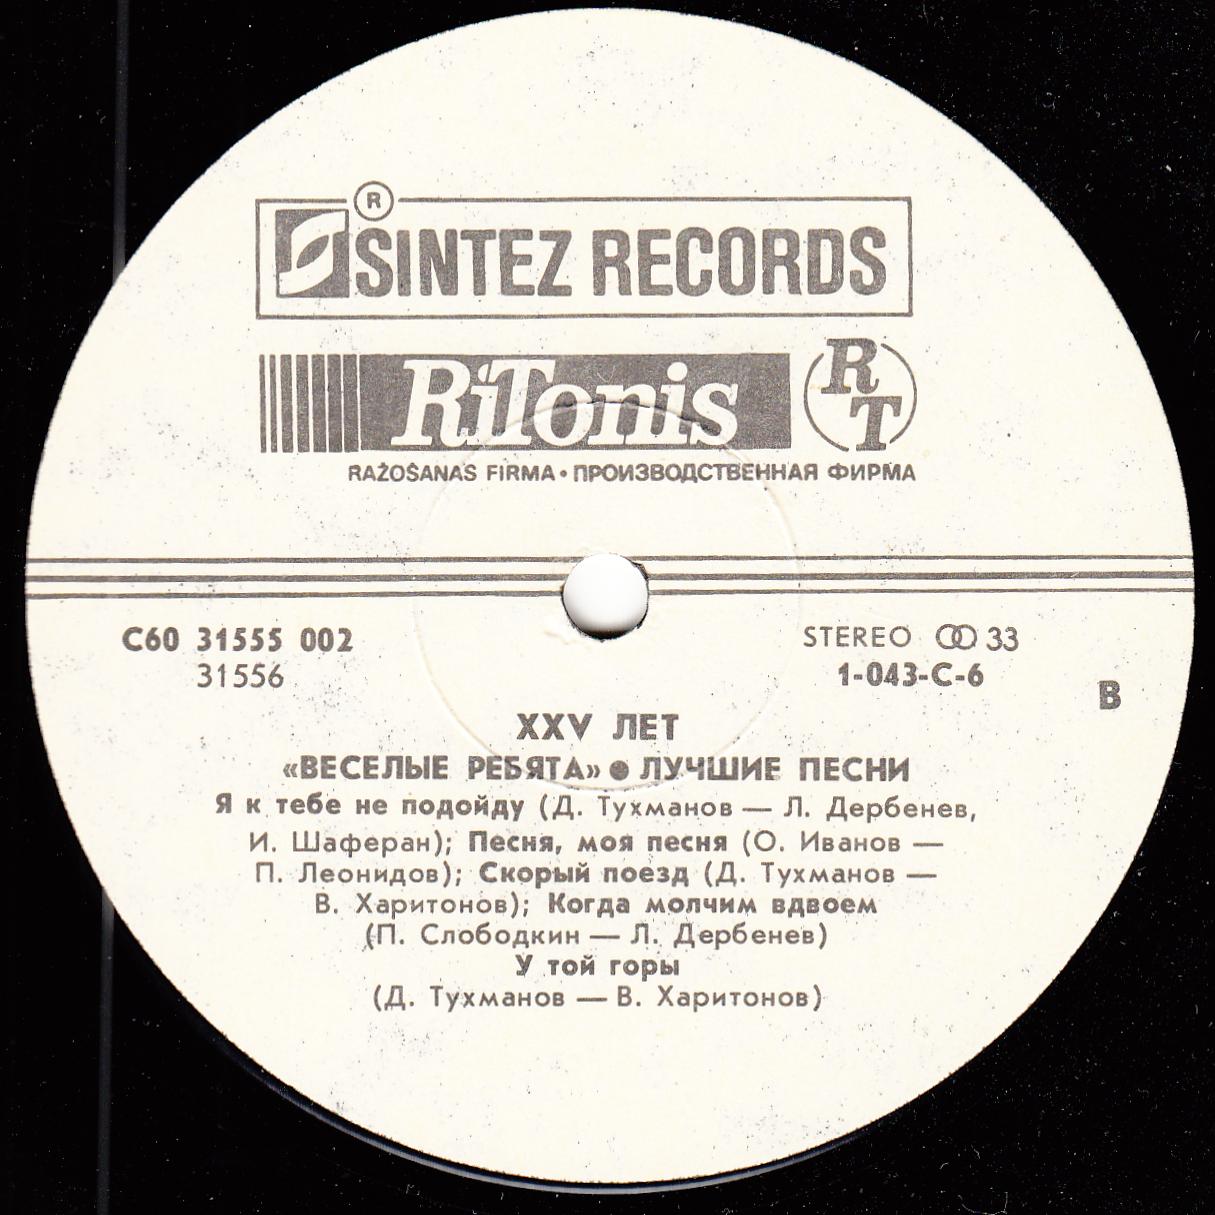 ®
SINTEZ RECORDS
RiTonis RT
RAŽOŠANAS FIRMA • ПРОИЗВОДСТВЕННАЯ ФИРМА
С60 31555 002
31556
STEREO 33
1-043-С-6
В
XXV ЛЕТ
«ВЕСЕЛЫЕ РЕБЯТА» ● ЛУЧШИЕ ПЕСНИ
Я к тебе не подойду (Д. Тухманов — Л. Дербенев,
И. Шаферан); Песня, моя песня (О. Иванов —
П. Леонидов); Скорый поезд (Д. Тухманов —
В. Харитонов); Когда молчим вдвоем
(П. Слободкин — Л. Дербенев)
У той горы
(Д. Тухманов — В. Харитонов)